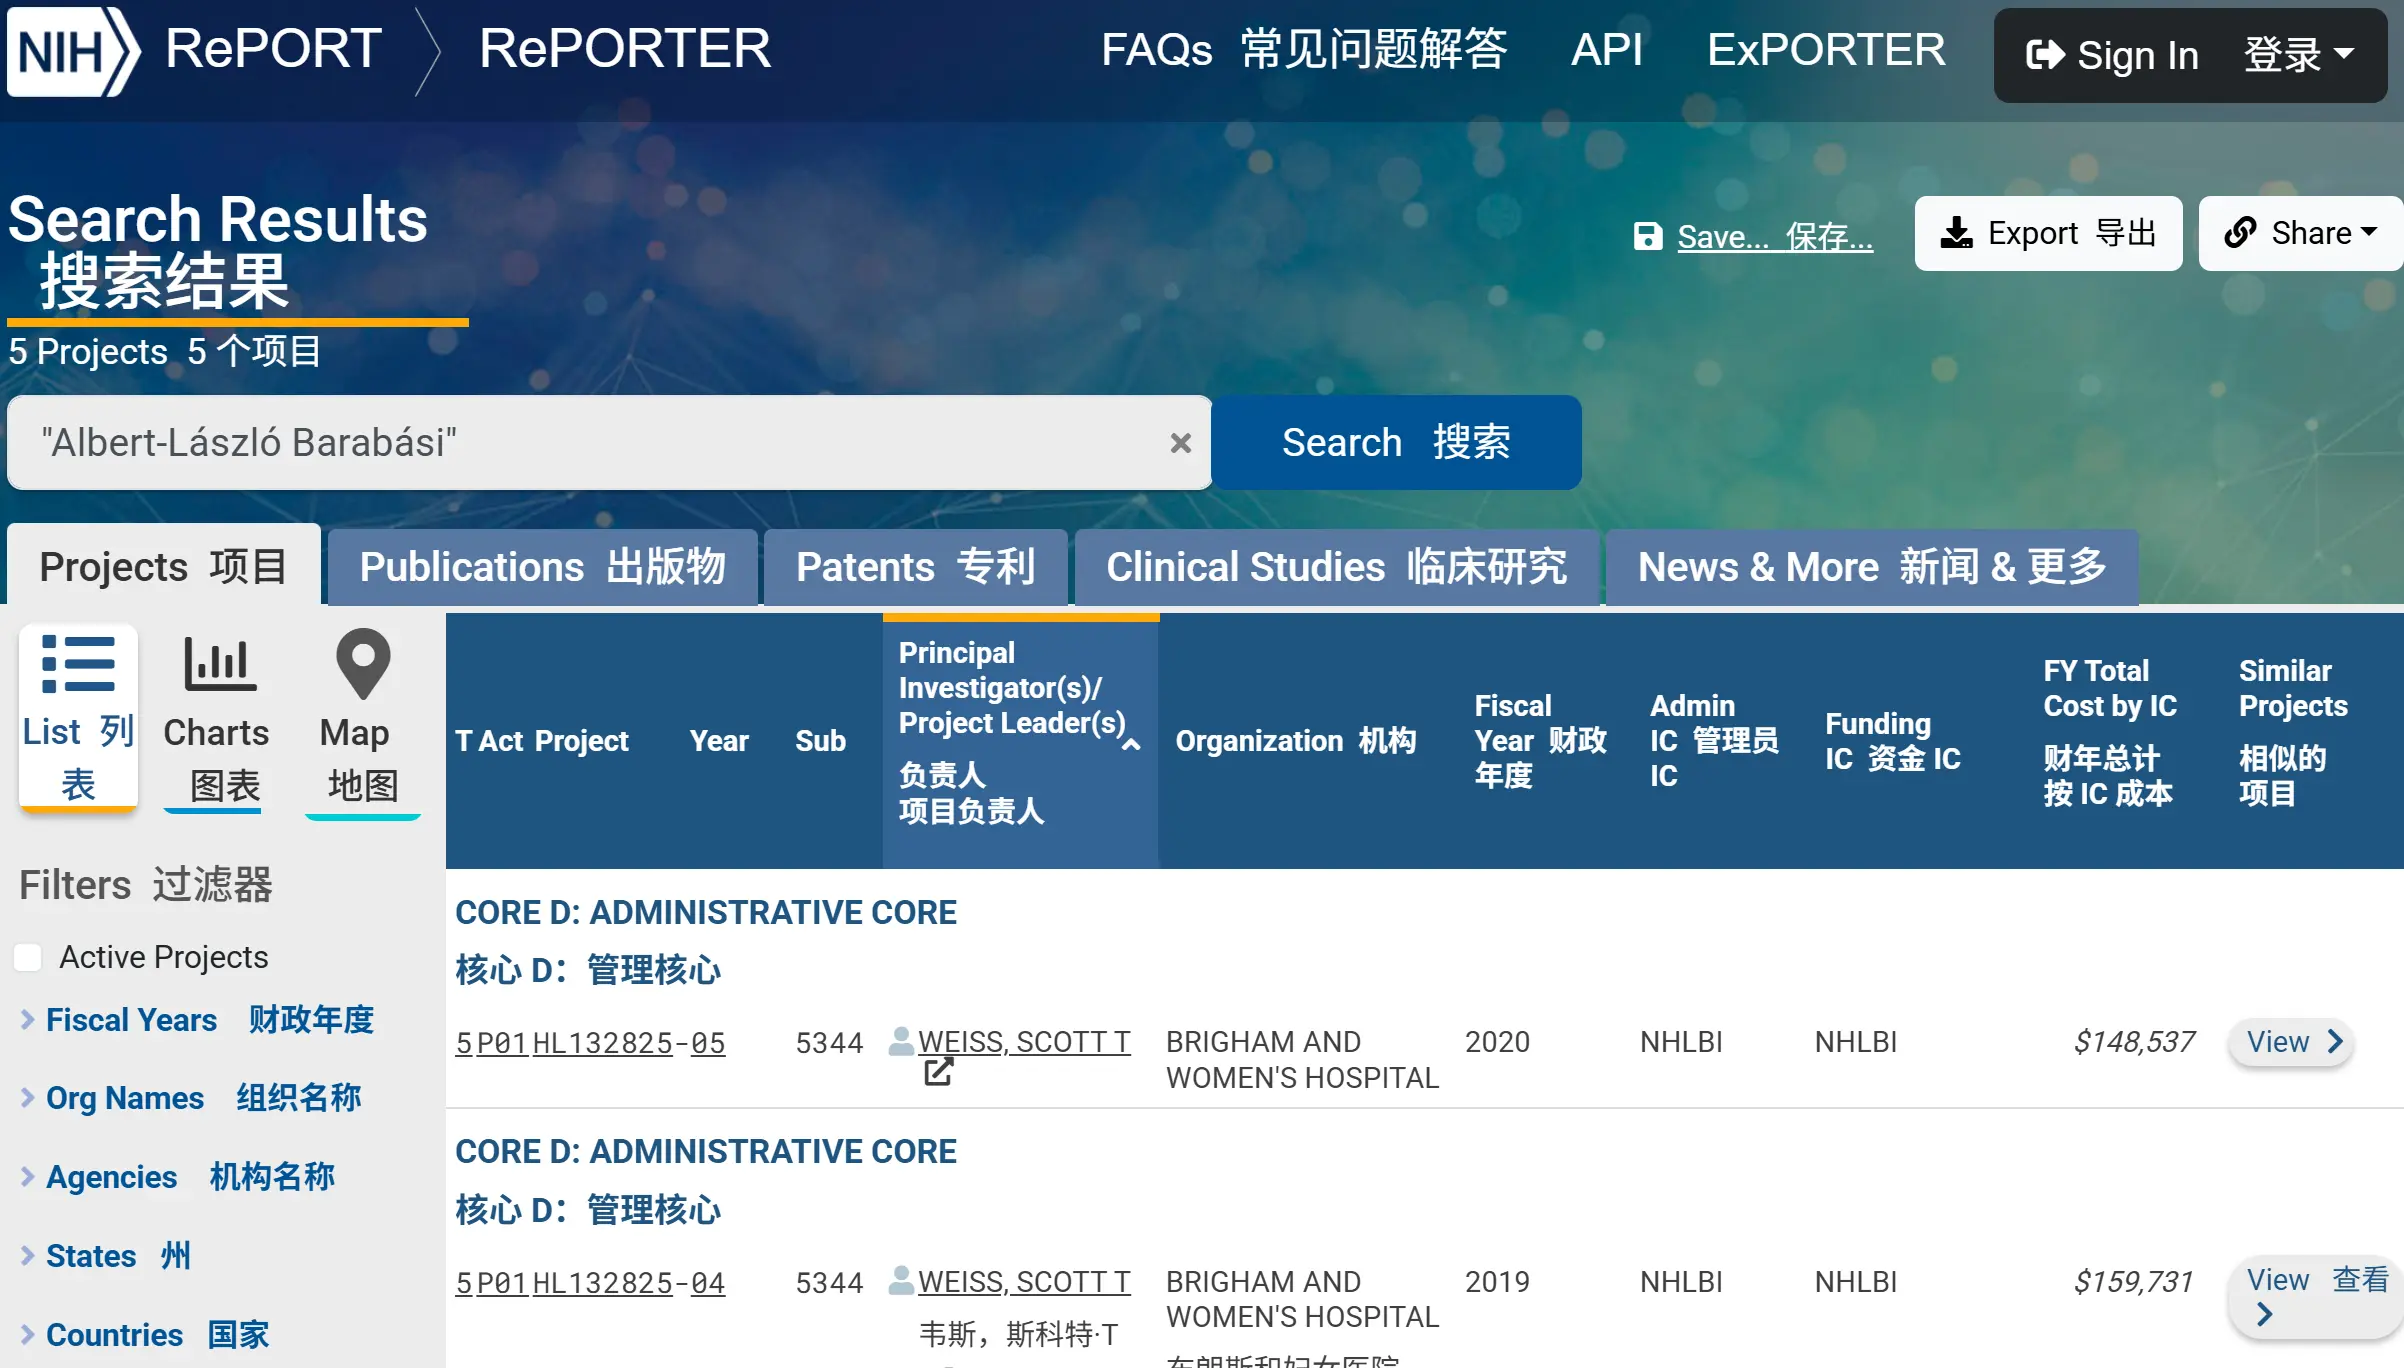 NIH RePORT RePORTER FAQs 常见问题解答 API ExPORTER Sign In 登录
Search Results
搜索结果
Save... 保存... Export 导出 Share
5 Projects 5 个项目
"Albert-László Barabási" × Search 搜索
Projects 项目 Publications 出版物 Patents 专利 Clinical Studies 临床研究 News & More 新闻 & 更多
List 列
表
Charts
图表
Map
地图
Filters 过滤器
Active Projects
Fiscal Years 财政年度
Org Names 组织名称
Agencies 机构名称
States 州
Countries 国家
T Act Project Year Sub
Principal
Investigator(s)/
Project Leader(s)
负责人
项目负责人
Organization 机构
Fiscal
Year 财政
年度
Admin
IC 管理员
IC
Funding
IC 资金 IC
FY Total
Cost by IC
财年总计
按 IC 成本
Similar
Projects
相似的
项目
CORE D: ADMINISTRATIVE CORE
核心 D：管理核心
5 P01 HL132825-05 5344 WEISS, SCOTT T BRIGHAM AND 2020 NHLBI NHLBI $148,537 View
WOMEN'S HOSPITAL
CORE D: ADMINISTRATIVE CORE
核心 D：管理核心
5 P01 HL132825-04 5344 WEISS, SCOTT T BRIGHAM AND 2019 NHLBI NHLBI $159,731 View 查看
WOMEN'S HOSPITAL
韦斯，斯科特·T